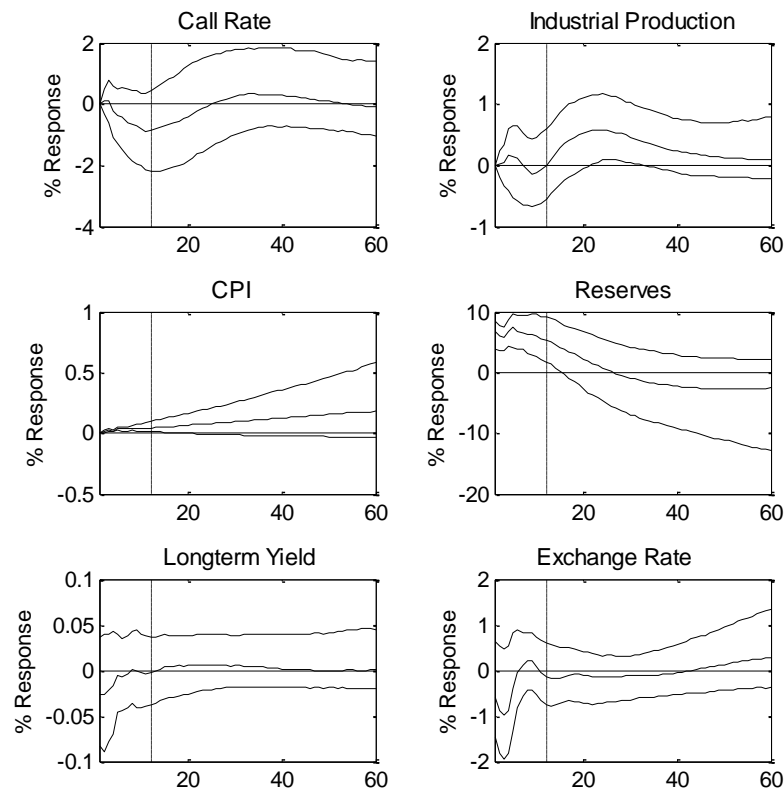 Call Rate
% Response
2
0
-2
-4
20 40 60
Industrial Production
% Response
2
1
0
-1
20 40 60
CPI
% Response
1
0.5
0
-0.5
20 40 60
Reserves
% Response
10
0
-10
-20
20 40 60
Longterm Yield
% Response
0.1
0.05
0
-0.05
-0.1
20 40 60
Exchange Rate
% Response
2
1
0
-1
-2
20 40 60